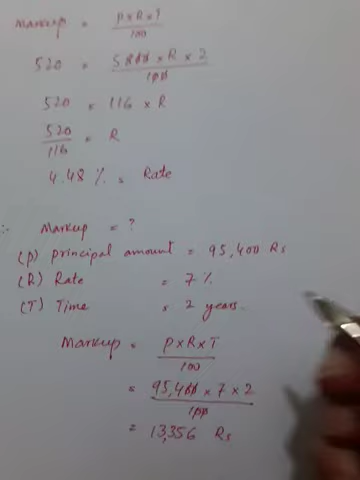 Markup = P×R×T/100
520 = 5800 × R × 2/100
520 = 116 × R
520/116 = R
4.48 % = Rate
∴ Markup = ?
(P) principal amount = 95,400 Rs
(R) Rate = 7 %
(T) Time = 2 years.
Markup = P×R×T/100
= 95,400 × 7 × 2/100
= 13,356 Rs